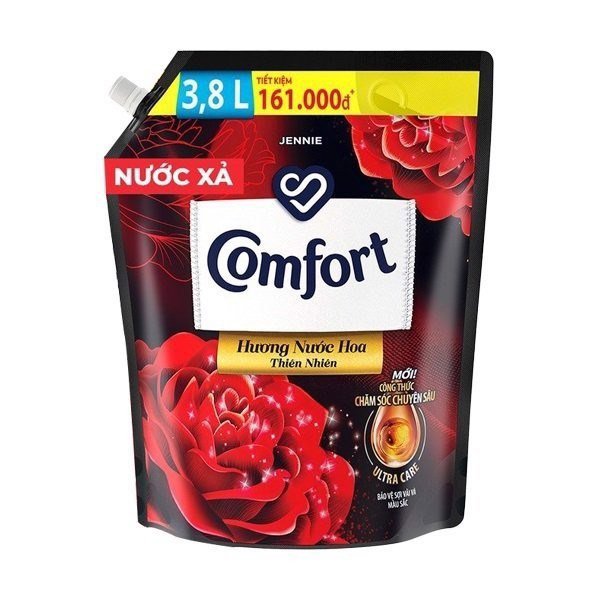 3,8 L
TIẾT KIỆM
161.000đ+
JENNIE
NƯỚC XẢ
Comfort
Hương Nước Hoa
Thiên Nhiên
MỚI!
CÔNG THỨC
CHĂM SÓC CHUYÊN SÂU
ULTRA CARE
BẢO VỆ SỢI VẢI VÀ
MÀU SẮC